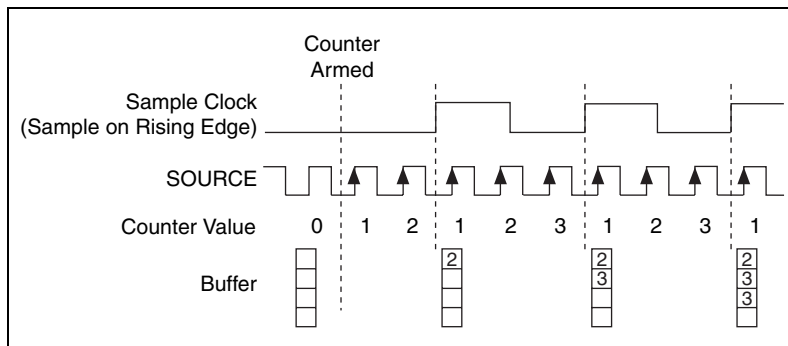 Counter
Armed
Sample Clock
(Sample on Rising Edge)
SOURCE
Counter Value 0 1 2 1 2 3 1 2 3 1
Buffer
2
2
3
2
3
3